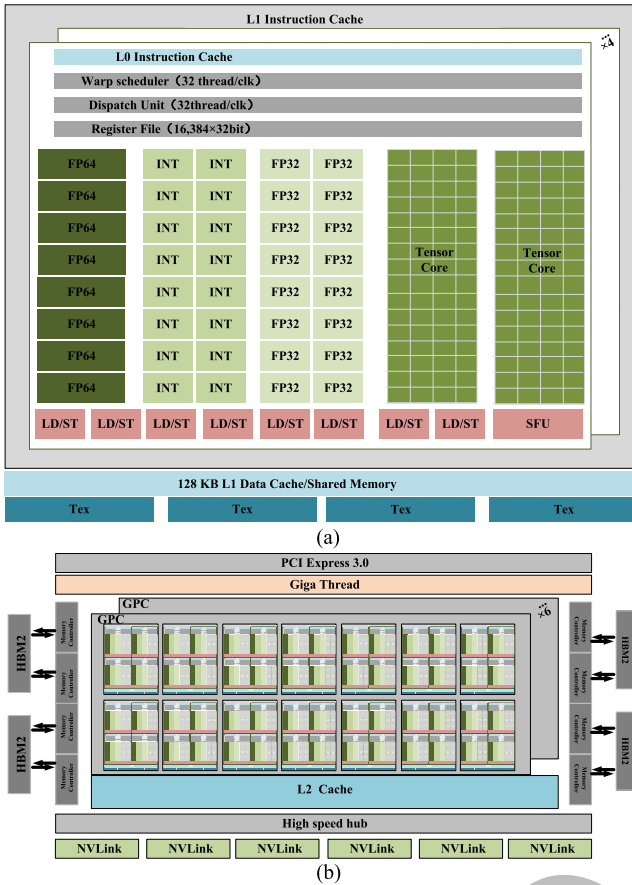 L1 Instruction Cache
... ×4
L0 Instruction Cache
Warp scheduler（32 thread/clk）
Dispatch Unit（32thread/clk）
Register File（16,384×32bit）
FP64 INT INT FP32 FP32
FP64 INT INT FP32 FP32
FP64 INT INT FP32 FP32
FP64 INT INT FP32 FP32
FP64 INT INT FP32 FP32
FP64 INT INT FP32 FP32
FP64 INT INT FP32 FP32
FP64 INT INT FP32 FP32
Tensor
Core
Tensor
Core
LD/ST LD/ST LD/ST LD/ST LD/ST LD/ST LD/ST LD/ST SFU
128 KB L1 Data Cache/Shared Memory
Tex Tex Tex Tex
(a)
PCI Express 3.0
Giga Thread
GPC
GPC
... ×6
HBM2
HBM2
Memory
Controller
Memory
Controller
Memory
Controller
Memory
Controller
Memory
Controller
Memory
Controller
Memory
Controller
Memory
Controller
HBM2
HBM2
L2 Cache
High speed hub
NVLink NVLink NVLink NVLink NVLink NVLink
(b)